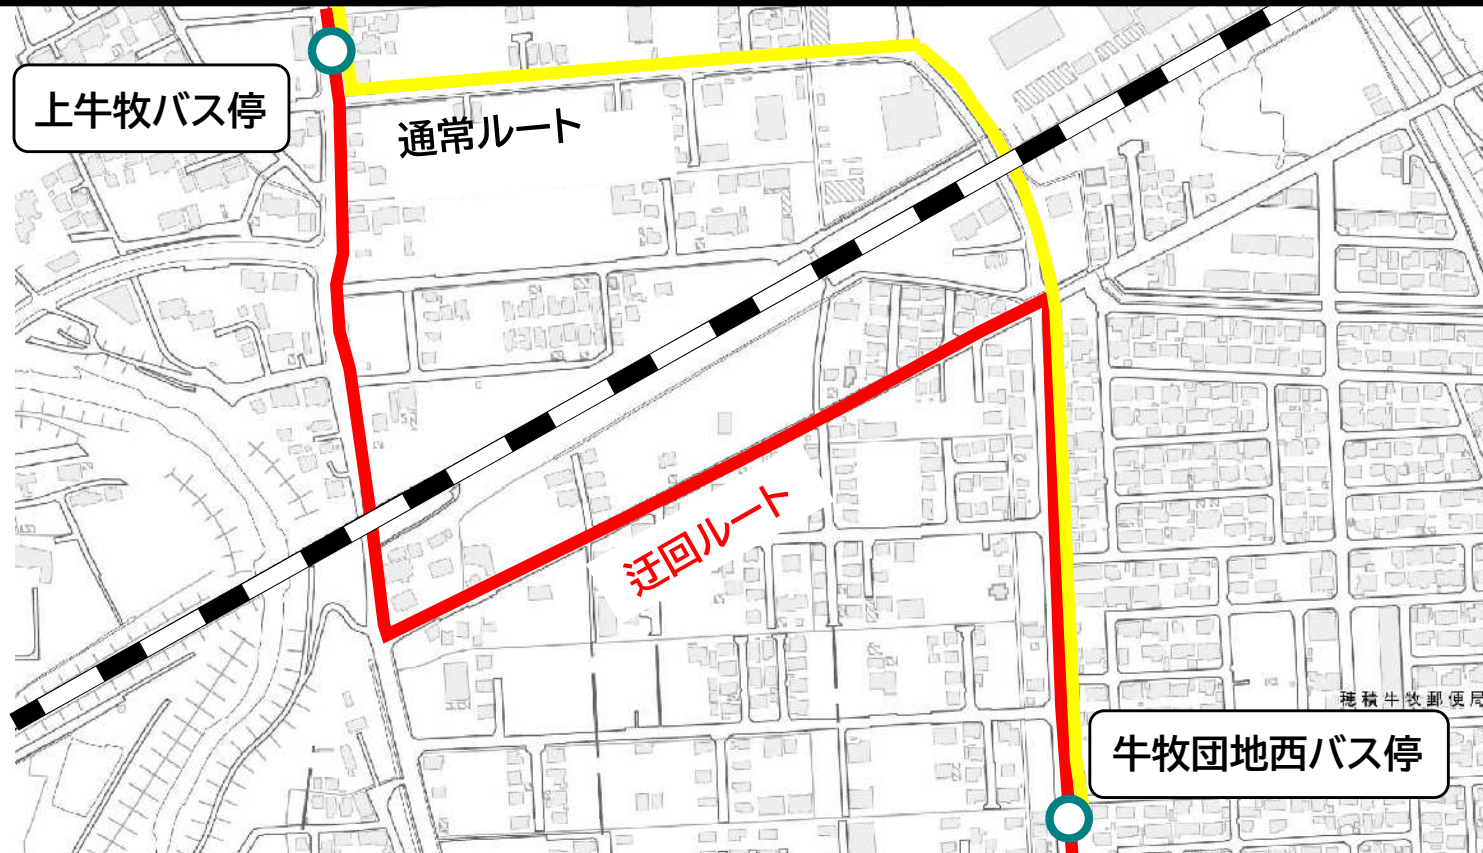 上牛牧バス停
通常ルート
迂回ルート
穂積牛牧郵便局
牛牧団地西バス停